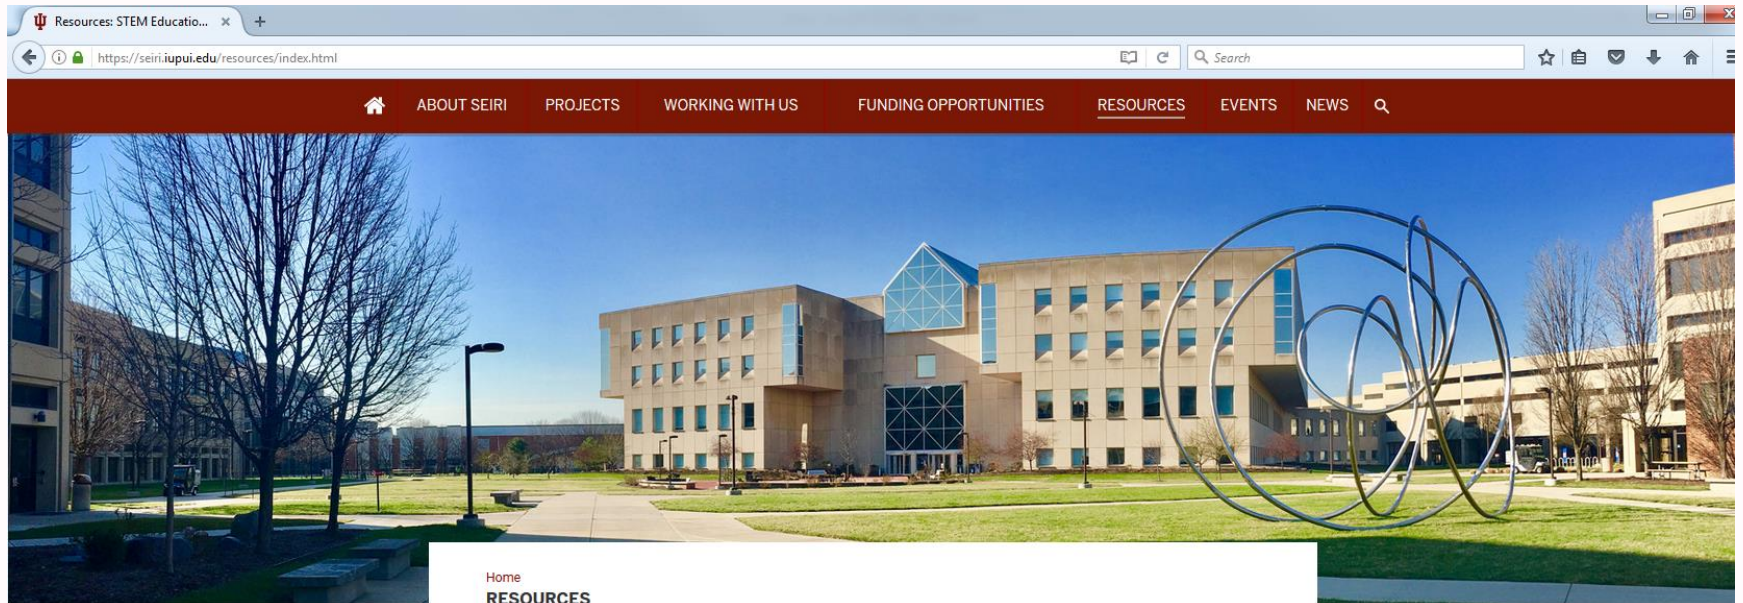 Resources: STEM Educatio...
https://seiri.iupui.edu/resources/index.html
Search
ABOUT SEIRI PROJECTS WORKING WITH US FUNDING OPPORTUNITIES RESOURCES EVENTS NEWS
Home
RESOURCES